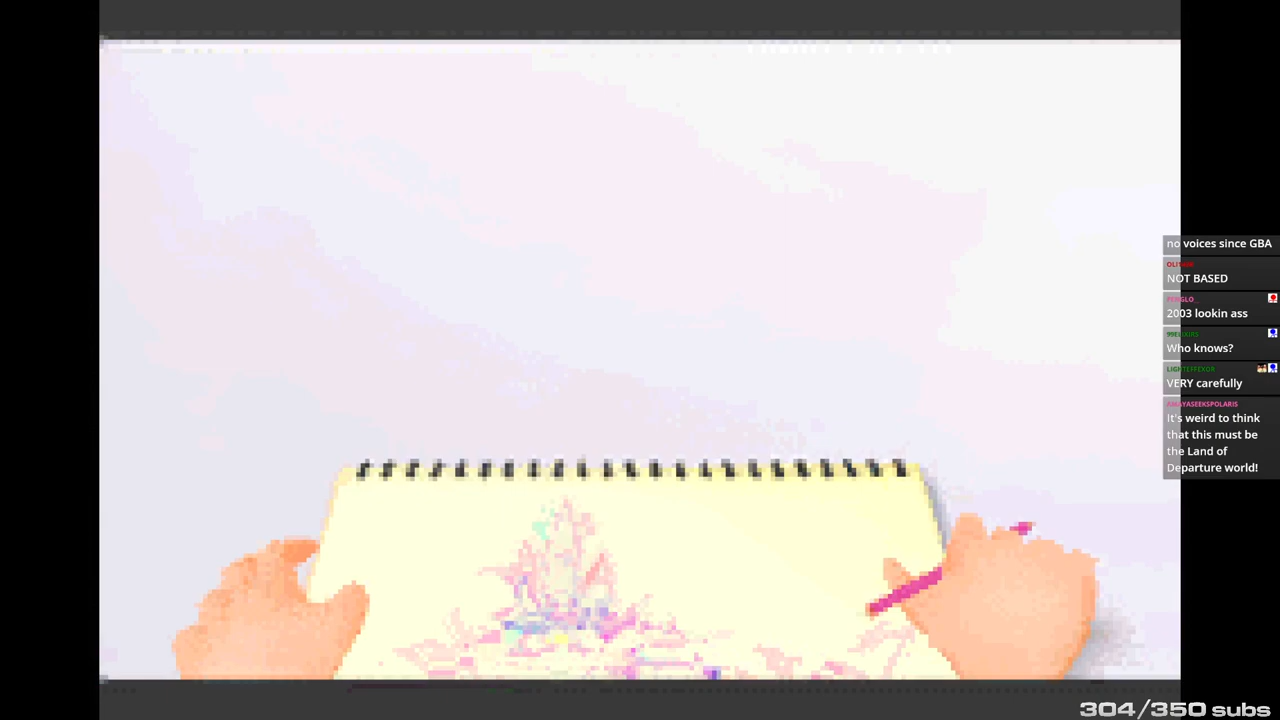 no voices since GBA
NOT BASED
2003 lookin ass
Who knows?
VERY carefully
It's weird to think
that this must be
the Land of
Departure world!
304/350 subs